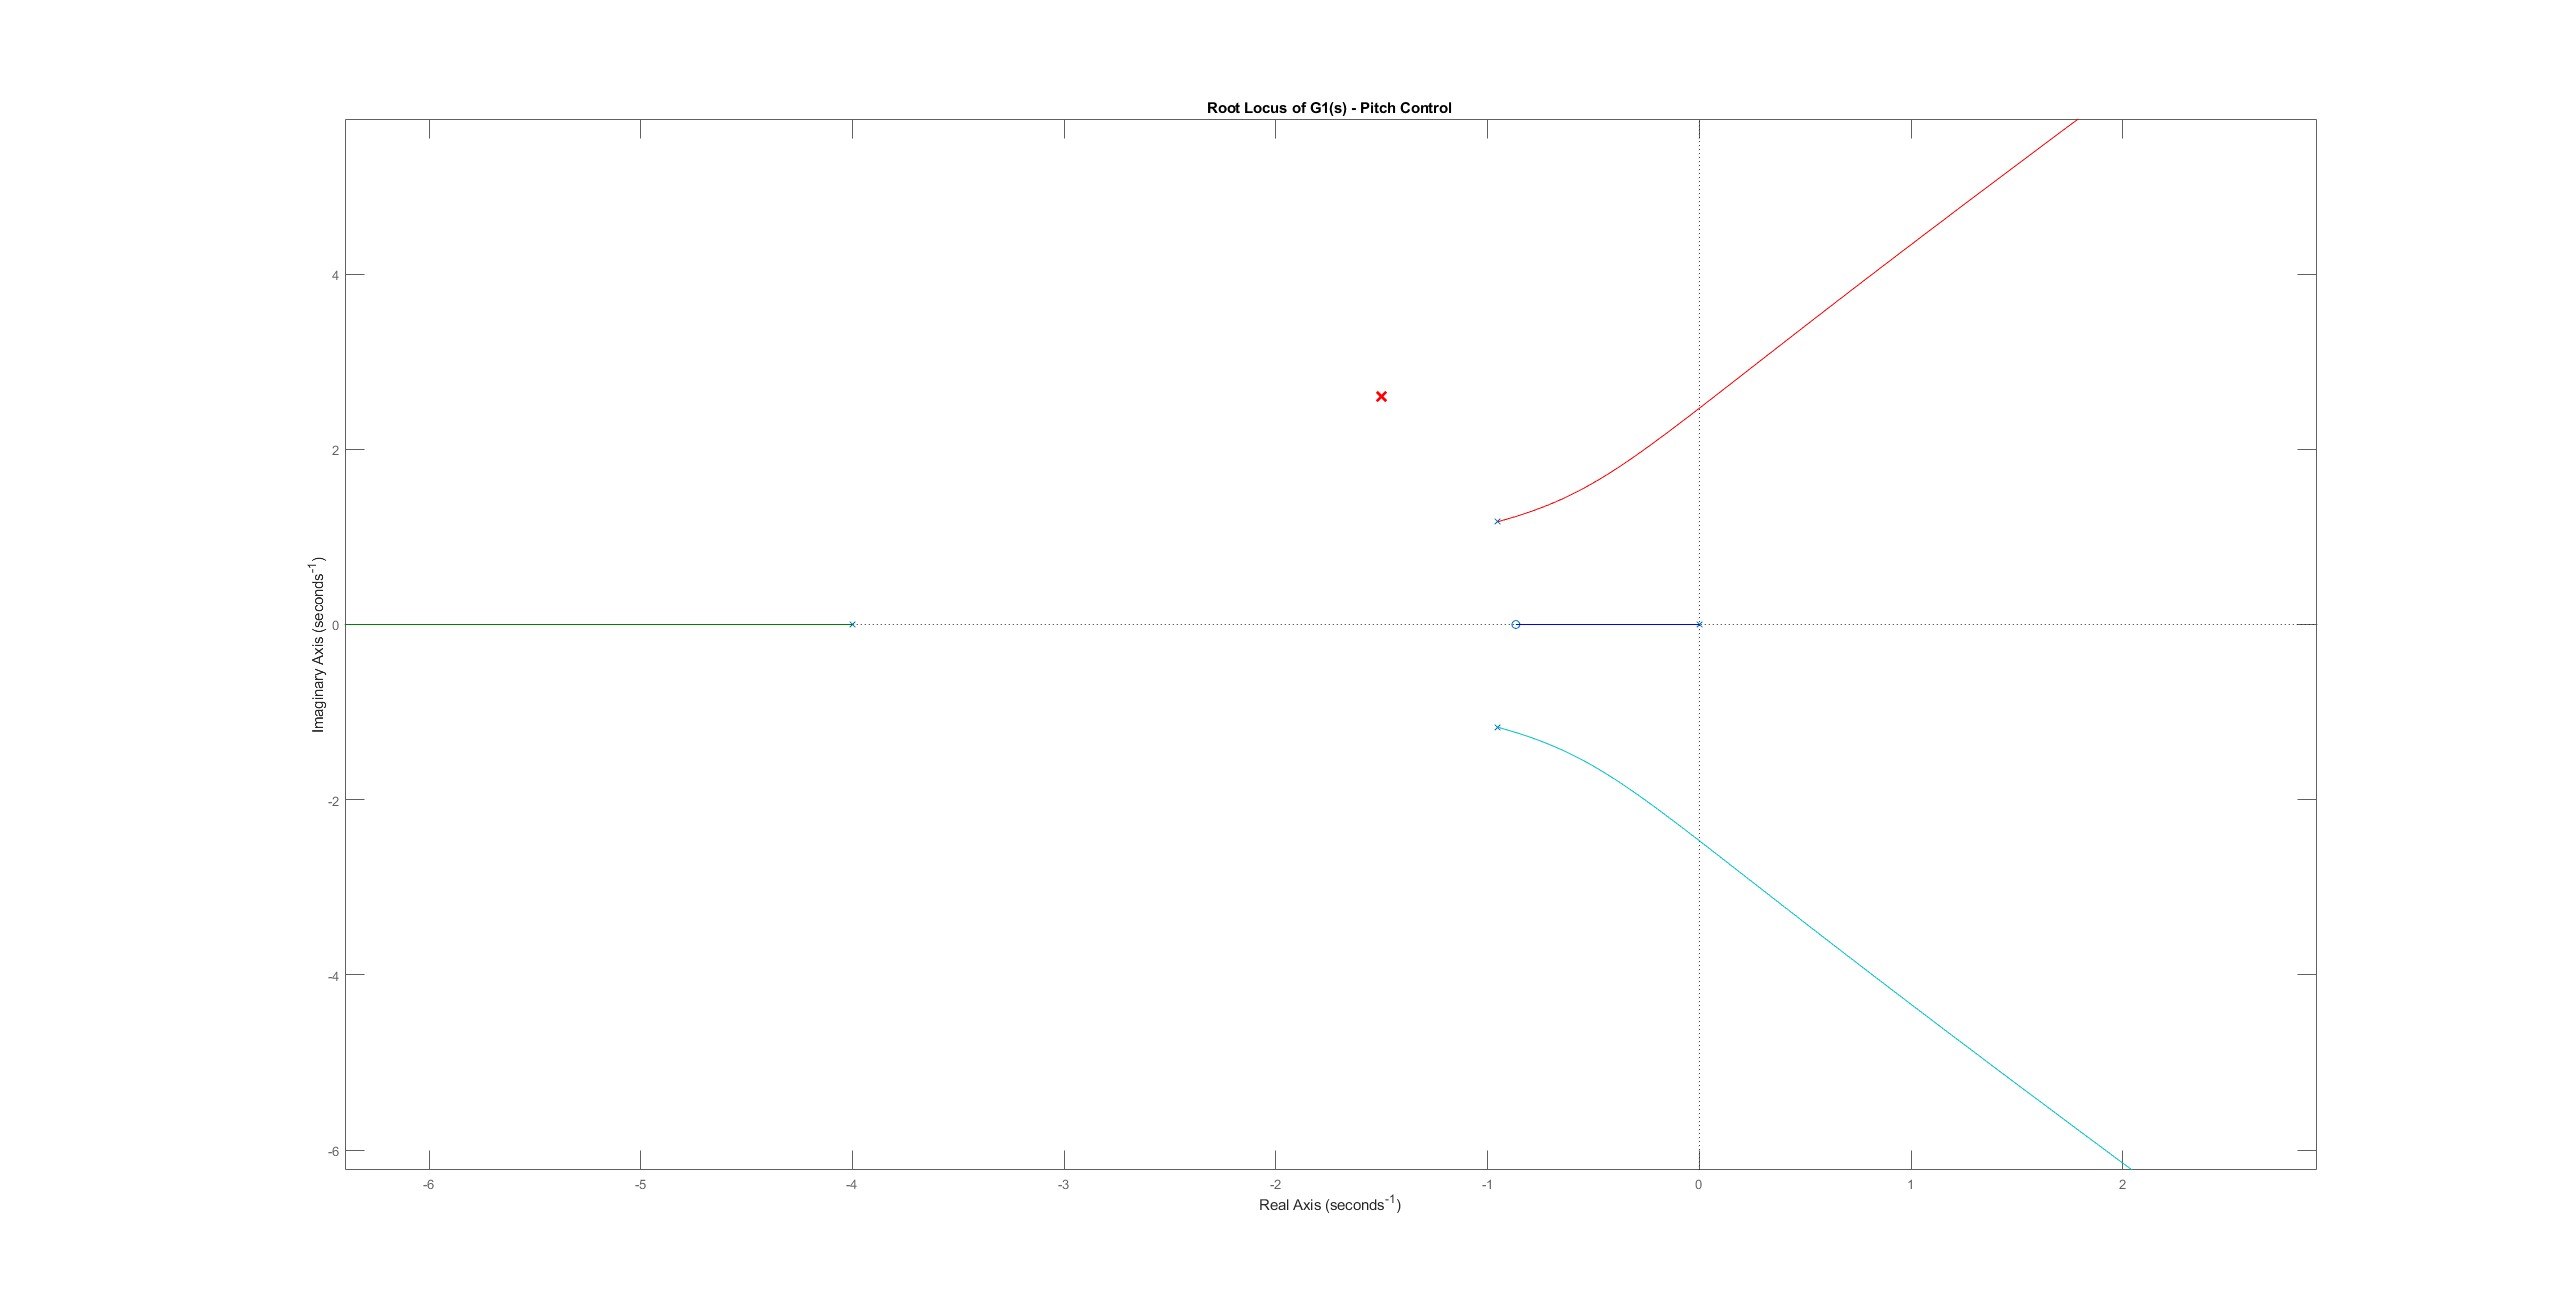 Root Locus of G1(s) - Pitch Control
4
2
0
-2
-4
-6
Imaginary Axis (seconds-1)
-6 -5 -4 -3 -2 -1 0 1 2
Real Axis (seconds-1)